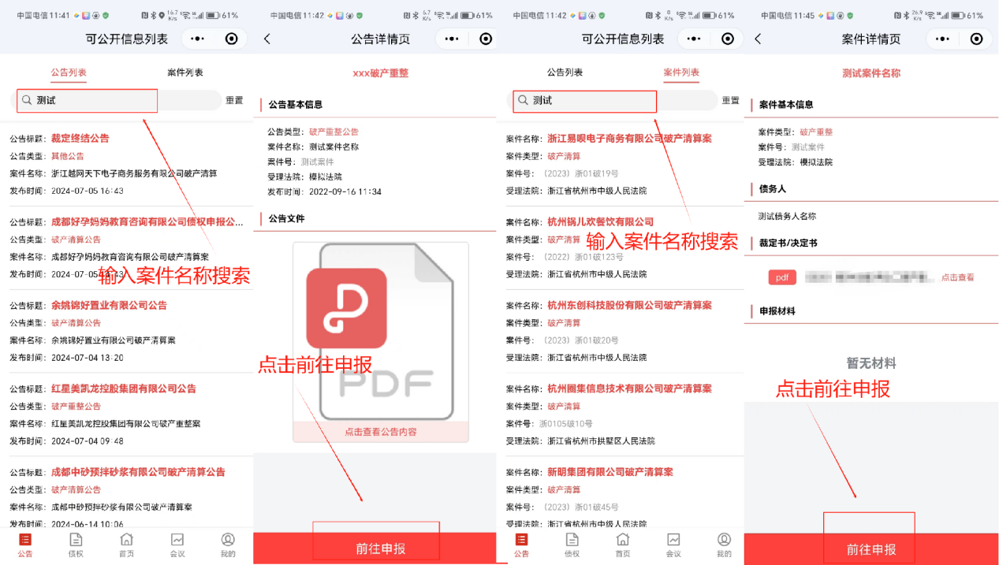 中国电信 11:41
16.7 K/s
61%
可公开信息列表
公告列表
案件列表
测试
重置
公告标题：裁定终结公告
公告类型：其他公告
案件名称：浙江越网天下电子商务服务有限公司破产清算
发布时间：2024-07-05 16:43
公告标题：成都好孕妈妈教育咨询有限公司债权申报公...
公告类型：破产清算公告
案件名称：成都好孕妈妈教育咨询有限公司破产清算案
发布时间：2024-07-05 14:43
输入案件名称搜索
公告标题：余姚锦好置业有限公司公告
公告类型：破产清算公告
案件名称：余姚锦好置业有限公司破产清算案
发布时间：2024-07-04 13:20
公告标题：红星美凯龙控股集团有限公司公告
公告类型：破产重整公告
案件名称：红星美凯龙控股集团有限公司破产重整案
发布时间：2024-07-04 09:48
公告标题：成都中砂预拌砂浆有限公司破产清算公告
公告类型：破产清算公告
案件名称：成都中砂预拌砂浆有限公司破产清算案
发布时间：2024-06-14 10:06
公告
债权
首页
会议
我的
中国电信 11:42
6.7 K/s
61%
公告详情页
xxx破产重整
公告基本信息
公告类型：破产重整公告
案件名称：测试案件名称
案件号：测试案件
受理法院：模拟法院
发布时间：2022-09-16 11:34
公告文件
PDF
点击查看公告内容
点击前往申报
前往申报
中国电信 11:42
0 K/s
61%
可公开信息列表
公告列表
案件列表
测试
重置
案件名称：浙江易呗电子商务有限公司破产清算案
案件类型：破产清算
案件号：（2023）浙01破19号
受理法院：浙江省杭州市中级人民法院
案件名称：杭州锅儿欢餐饮有限公司
案件类型：破产清算
输入案件名称搜索
案件号：（2022）浙01破123号
受理法院：浙江省杭州市中级人民法院
案件名称：杭州东创科技股份有限公司破产清算案
案件类型：破产清算
案件号：（2023）浙01破20号
受理法院：浙江省杭州市中级人民法院
案件名称：杭州圈集信息技术有限公司破产清算案
案件类型：破产清算
案件号：浙0105破10号
受理法院：浙江省杭州市拱墅区人民法院
案件名称：新明集团有限公司破产清算案
案件类型：破产清算
案件号：（2023）浙01破45号
受理法院：浙江省杭州市中级人民法院
公告
债权
首页
会议
我的
中国电信 11:45
26.9 K/s
61%
案件详情页
测试案件名称
案件基本信息
案件类型：破产重整
案件号：测试案件
受理法院：模拟法院
债务人
测试债务人名称
裁定书/决定书
pdf
点击查看
申报材料
暂无材料
点击前往申报
前往申报